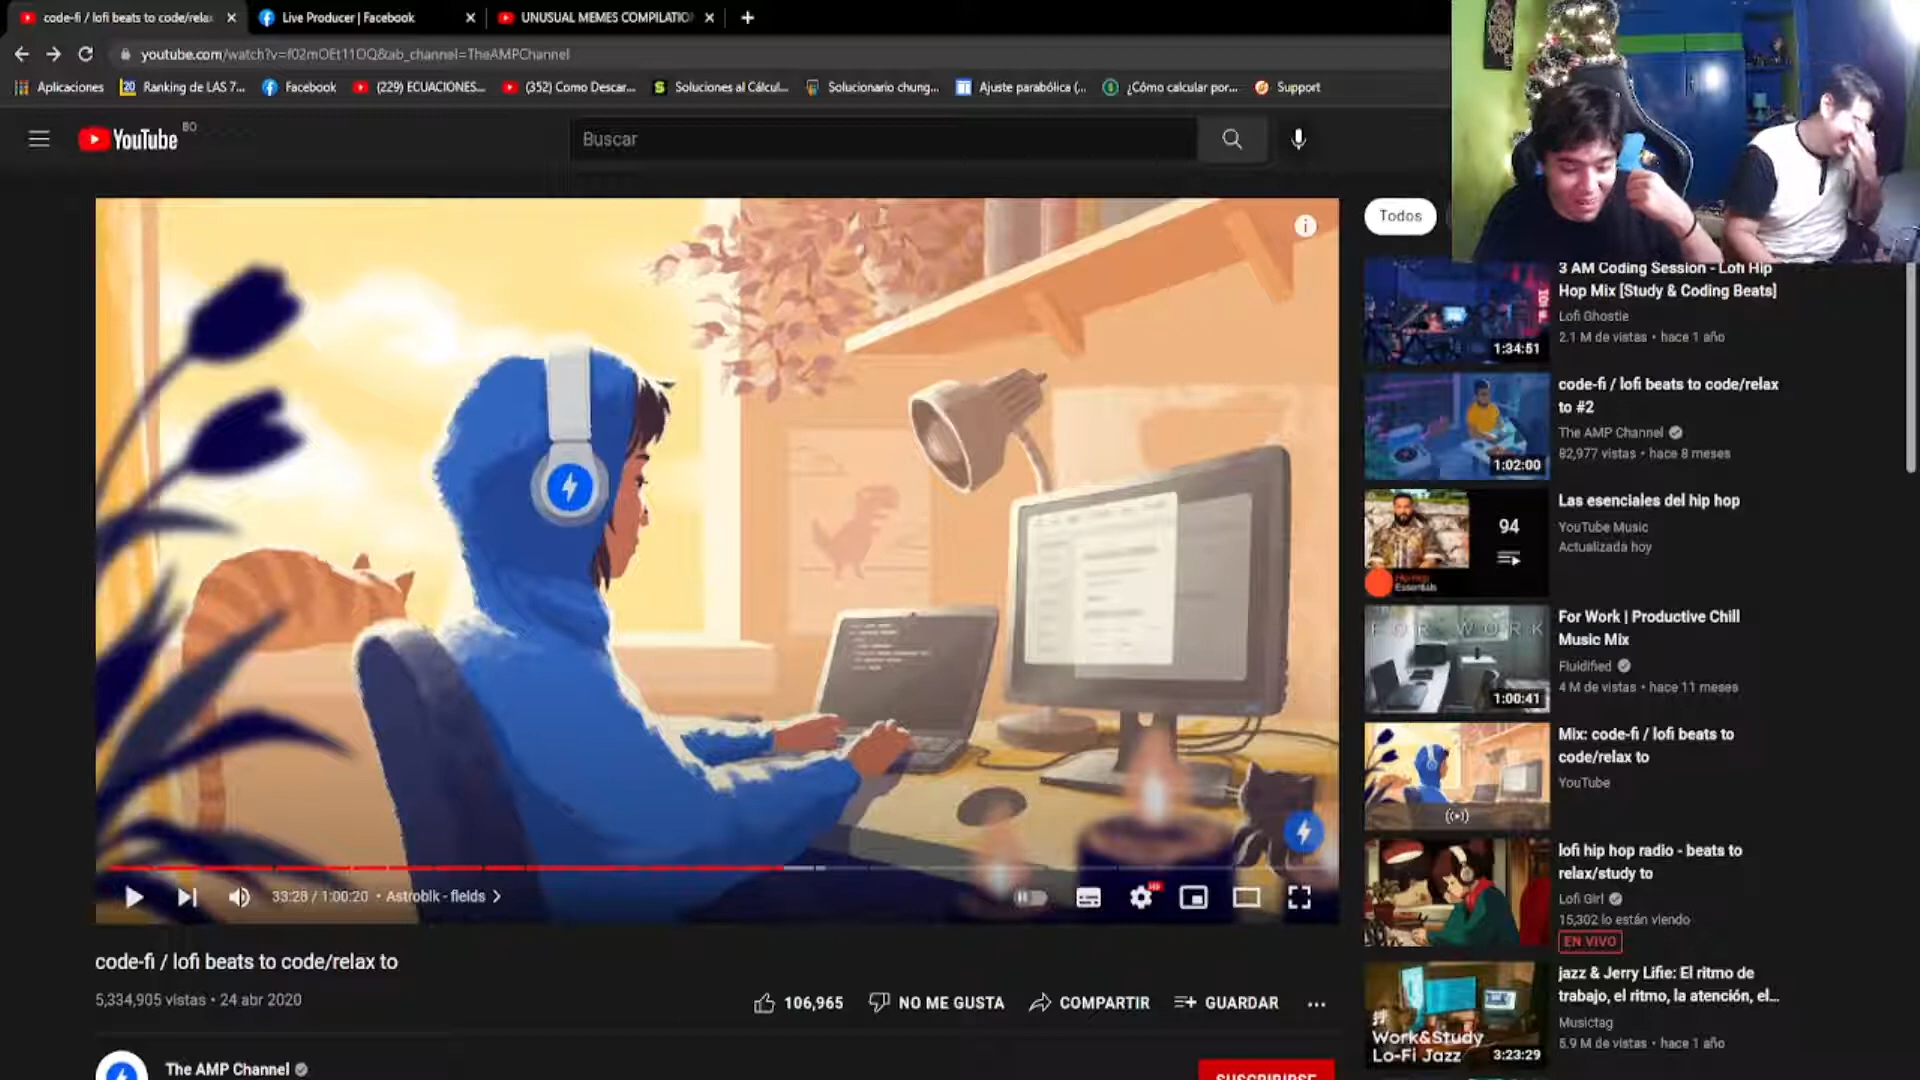 code-fi / lofi beats to code/rela
Live Producer | Facebook
UNUSUAL MEMES COMPILATIO
youtube.com/watch?v=f02mOEt11OQ&ab_channel=TheAMPChannel
Aplicaciones
Ranking de LAS 7...
Facebook
(229) ECUACIONES...
(352) Como Descar...
Soluciones al Cálcul...
Solucionario chung...
Ajuste parabólica (...
¿Cómo calcular por...
Support
YouTube BO
Buscar
Todos
3 AM Coding Session - Lofi Hip
Hop Mix [Study & Coding Beats]
Lofi Ghostie
2.1 M de vistas • hace 1 año
1:34:51
code-fi / lofi beats to code/relax
to #2
The AMP Channel
82,977 vistas • hace 8 meses
1:02:00
Las esenciales del hip hop
YouTube Music
Actualizada hoy
94
Hip-Hop
Essentials
For Work | Productive Chill
Music Mix
Fluidified
4 M de vistas • hace 11 meses
FOR WORK
1:00:41
Mix: code-fi / lofi beats to
code/relax to
YouTube
lofi hip hop radio - beats to
relax/study to
Lofi Girl
15,302 lo están viendo
EN VIVO
jazz & Jerry Lifie: El ritmo de
trabajo, el ritmo, la atención, el...
Musictag
5.9 M de vistas • hace 1 año
Work&Study
Lo-Fi Jazz
3:23:29
33:28 / 1:00:20 • Astroblk - fields
code-fi / lofi beats to code/relax to
5,334,905 vistas • 24 abr 2020
106,965
NO ME GUSTA
COMPARTIR
GUARDAR
The AMP Channel
SUSCRIBIRSE